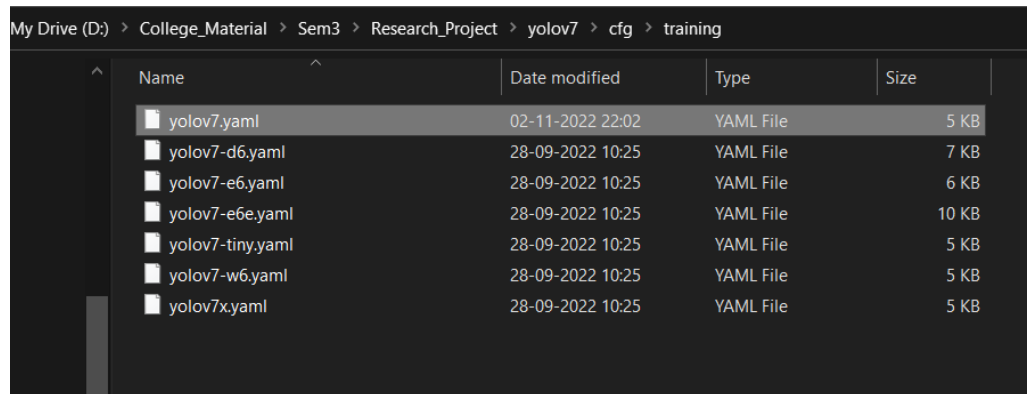 My Drive (D:) > College_Material > Sem3 > Research_Project > yolov7 > cfg > training
Name Date modified Type Size
yolov7.yaml 02-11-2022 22:02 YAML File 5 KB
yolov7-d6.yaml 28-09-2022 10:25 YAML File 7 KB
yolov7-e6.yaml 28-09-2022 10:25 YAML File 6 KB
yolov7-e6e.yaml 28-09-2022 10:25 YAML File 10 KB
yolov7-tiny.yaml 28-09-2022 10:25 YAML File 5 KB
yolov7-w6.yaml 28-09-2022 10:25 YAML File 5 KB
yolov7x.yaml 28-09-2022 10:25 YAML File 5 KB